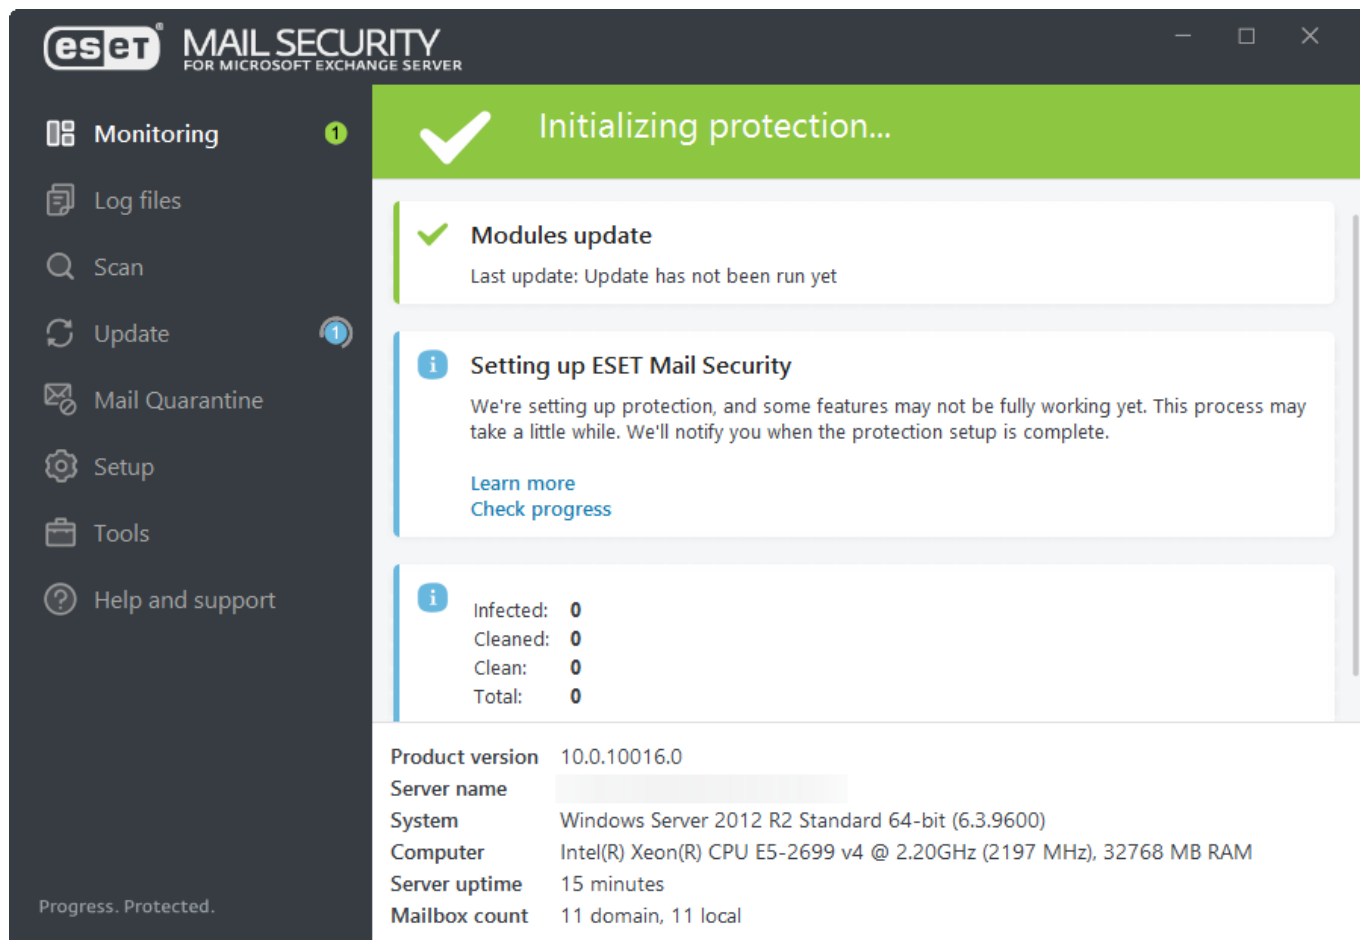 eset® MAIL SECURITY
FOR MICROSOFT EXCHANGE SERVER
Monitoring 1
Log files
Scan
Update 1
Mail Quarantine
Setup
Tools
Help and support
Progress. Protected.
Initializing protection...
Modules update
Last update: Update has not been run yet
i Setting up ESET Mail Security
We're setting up protection, and some features may not be fully working yet. This process may
take a little while. We'll notify you when the protection setup is complete.
Learn more
Check progress
i
Infected: 0
Cleaned: 0
Clean: 0
Total: 0
Product version 10.0.10016.0
Server name
System Windows Server 2012 R2 Standard 64-bit (6.3.9600)
Computer Intel(R) Xeon(R) CPU E5-2699 v4 @ 2.20GHz (2197 MHz), 32768 MB RAM
Server uptime 15 minutes
Mailbox count 11 domain, 11 local